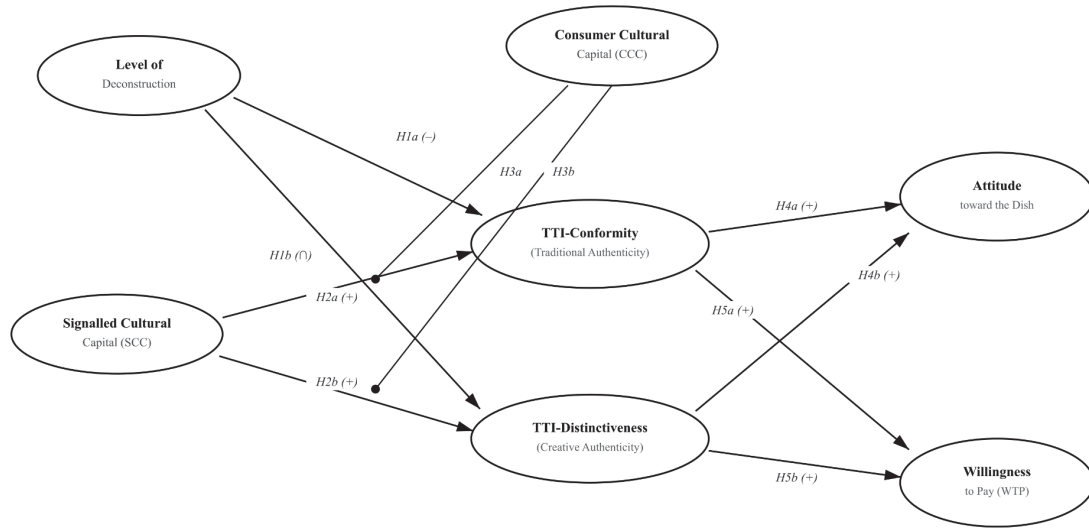 Consumer Cultural
Capital (CCC)
Level of
Deconstruction
H1a (–)
H3a
H3b
Attitude
toward the Dish
H4a (+)
TTI-Conformity
(Traditional Authenticity)
H1b (∩)
H4b (+)
H2a (+)
H5a (+)
Signalled Cultural
Capital (SCC)
H2b (+)
TTI-Distinctiveness
(Creative Authenticity)
H5b (+)
Willingness
to Pay (WTP)